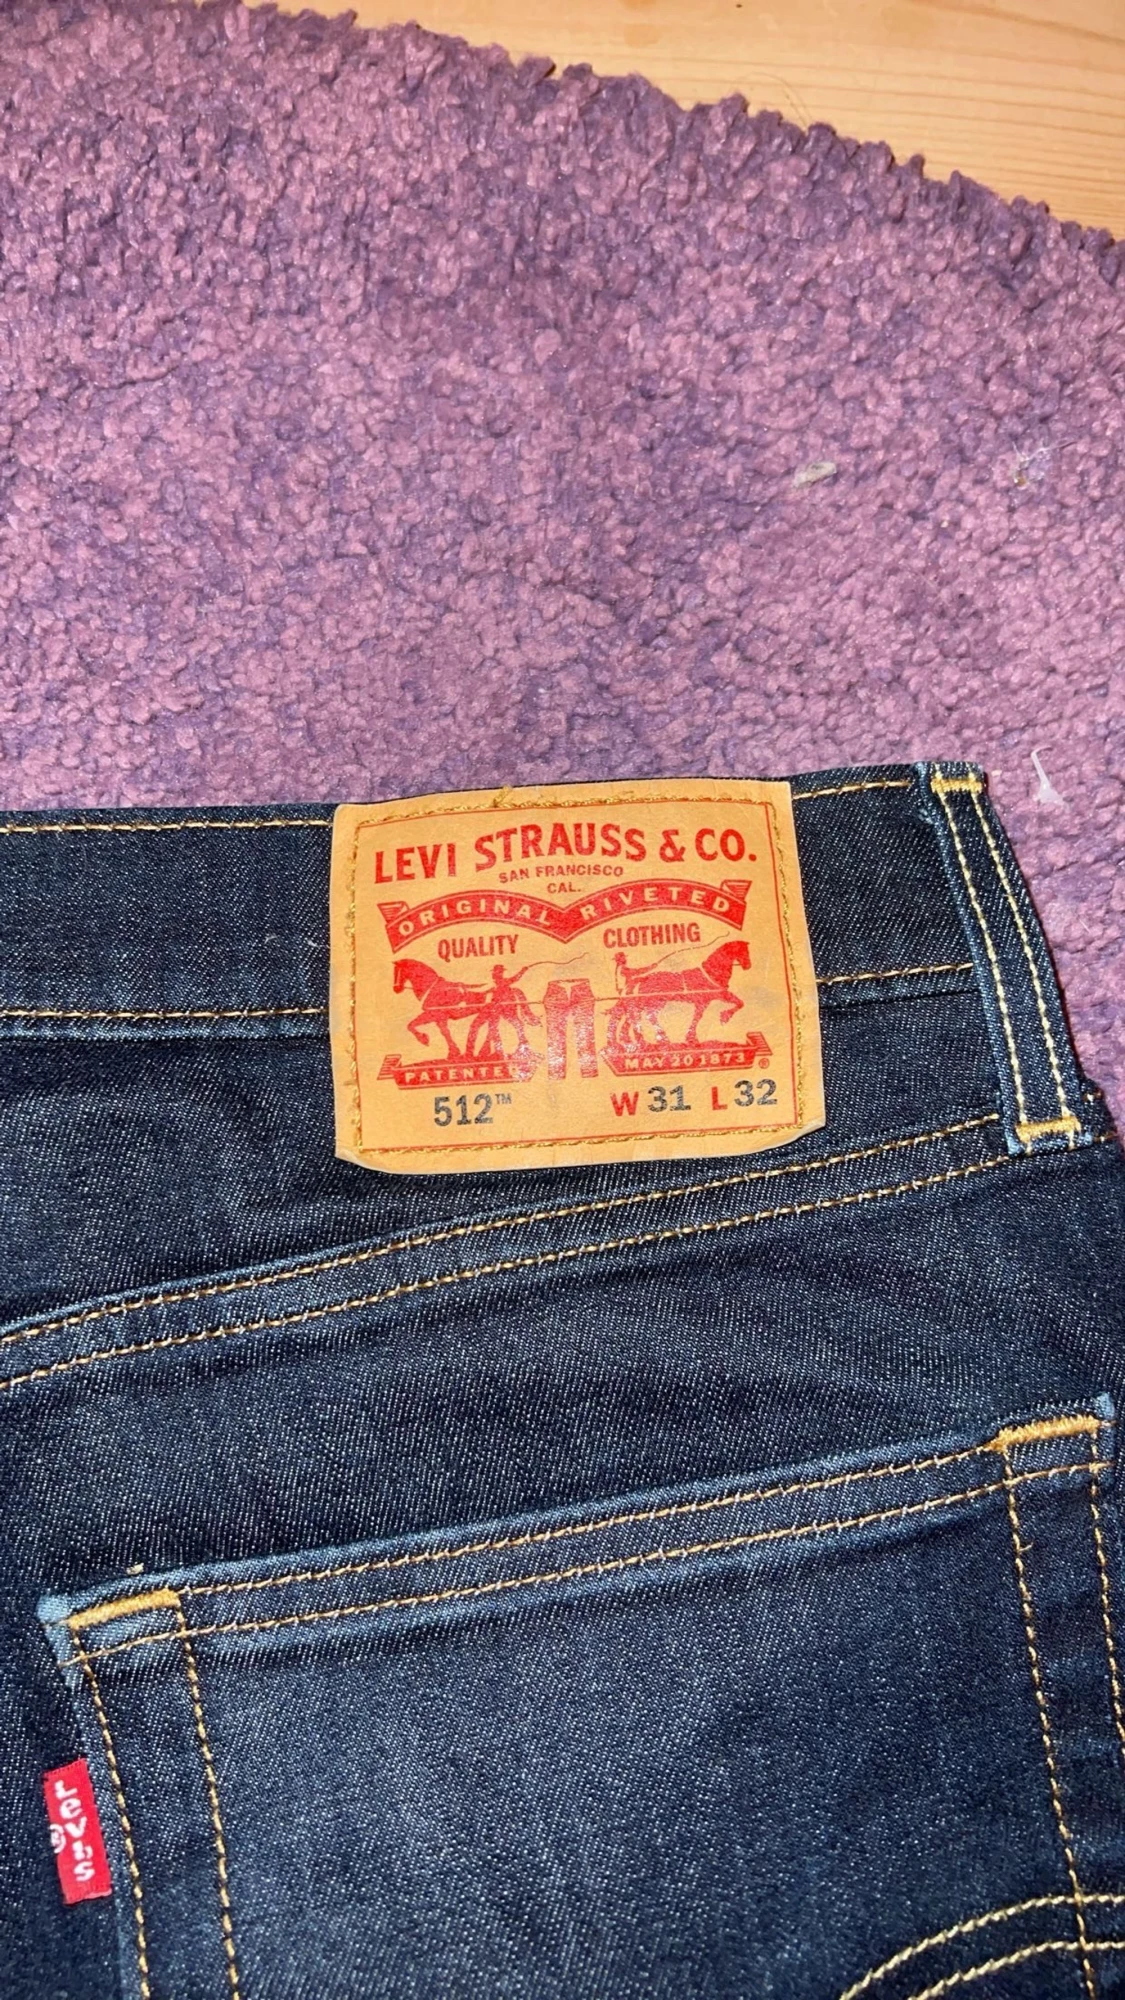 LEVI STRAUSS & CO.
SAN FRANCISCO
CAL.
ORIGINAL RIVETED
QUALITY CLOTHING
PATENTED MAY 20 1873 ®
512™ W 31 L 32
Levi's ®